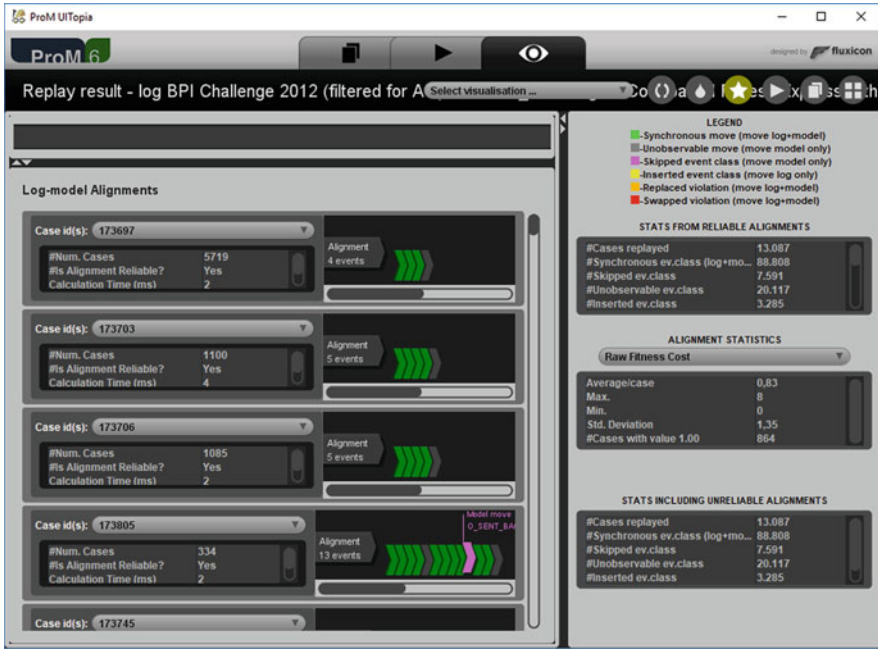 ProM UITopia
ProM 6
designed by fluxicon
Replay result - log BPI Challenge 2012 (filtered for A
Select visualisation ...
Log-model Alignments
Case id(s): 173697
#Num. Cases 5719
#Is Alignment Reliable? Yes
Calculation Time (ms) 2
Alignment
4 events
Case id(s): 173703
#Num. Cases 1100
#Is Alignment Reliable? Yes
Calculation Time (ms) 4
Alignment
5 events
Case id(s): 173706
#Num. Cases 1085
#Is Alignment Reliable? Yes
Calculation Time (ms) 2
Alignment
5 events
Case id(s): 173805
#Num. Cases 334
#Is Alignment Reliable? Yes
Calculation Time (ms) 2
Alignment
13 events
Model move
O_SENT_BA
Case id(s): 173745
LEGEND
-Synchronous move (move log+model)
-Unobservable move (move model only)
-Skipped event class (move model only)
-Inserted event class (move log only)
-Replaced violation (move log+model)
-Swapped violation (move log+model)
STATS FROM RELIABLE ALIGNMENTS
#Cases replayed 13.087
#Synchronous ev.class (log+mo... 88.808
#Skipped ev.class 7.591
#Unobservable ev.class 20.117
#Inserted ev.class 3.285
ALIGNMENT STATISTICS
Raw Fitness Cost
Average/case 0,83
Max. 8
Min. 0
Std. Deviation 1,35
#Cases with value 1.00 864
STATS INCLUDING UNRELIABLE ALIGNMENTS
#Cases replayed 13.087
#Synchronous ev.class (log+mo... 88.808
#Skipped ev.class 7.591
#Unobservable ev.class 20.117
#Inserted ev.class 3.285